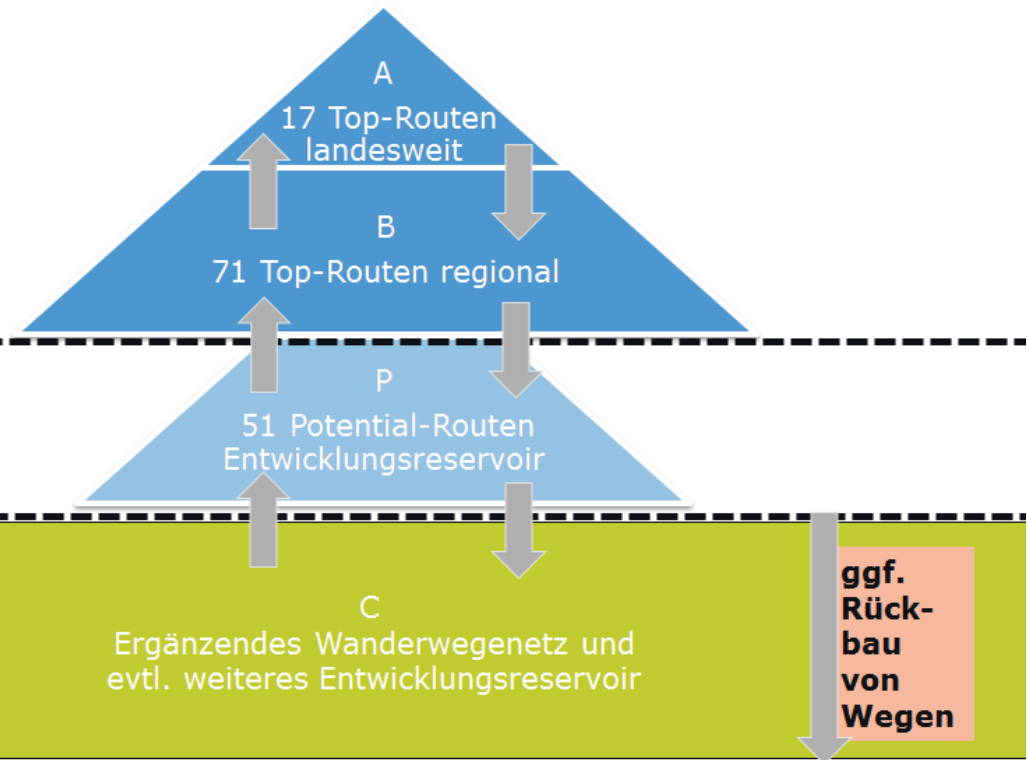 A
17 Top-Routen
landesweit
B
71 Top-Routen regional
P
51 Potential-Routen
Entwicklungsreservoir
C
Ergänzendes Wanderwegenetz und
evtl. weiteres Entwicklungsreservoir
ggf.
Rück-
bau
von
Wegen